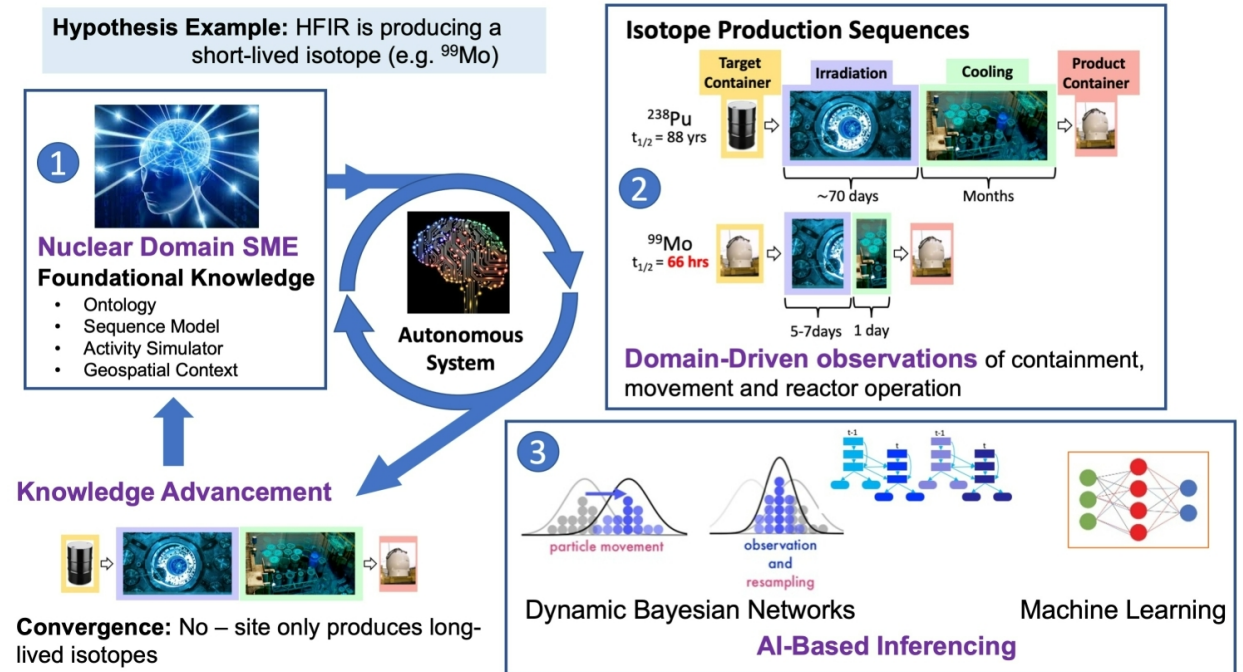 Hypothesis Example: HFIR is producing a
short-lived isotope (e.g. ⁹⁹Mo)
1
Nuclear Domain SME
Foundational Knowledge
• Ontology
• Sequence Model
• Activity Simulator
• Geospatial Context
Autonomous
System
Knowledge Advancement
Convergence: No – site only produces long-
lived isotopes
Isotope Production Sequences
Target
Container
Irradiation
Cooling
Product
Container
²³⁸Pu
t1/2 = 88 yrs
~70 days
Months
2
⁹⁹Mo
t1/2 = 66 hrs
5-7days
1 day
Domain-Driven observations of containment,
movement and reactor operation
3
particle movement
observation
and
resampling
t-1
t
t-1
t
Dynamic Bayesian Networks
Machine Learning
AI-Based Inferencing